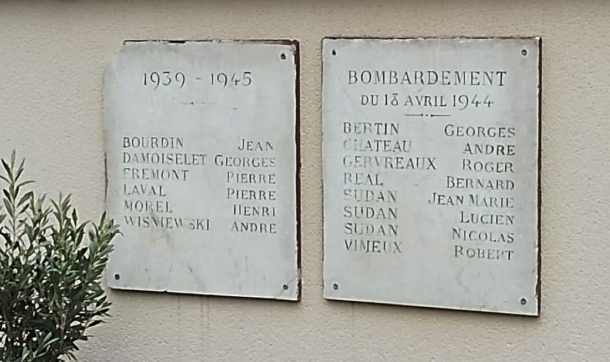 1939 - 1945
BOURDIN JEAN
DAMOISELET GEORGES
FREMONT PIERRE
LAVAL PIERRE
MOREL HENRI
WISNIEWSKI ANDRE
BOMBARDEMENT
DU 18 AVRIL 1944
BERTIN GEORGES
CHATEAU ANDRE
GERVREAUX ROGER
REAL BERNARD
SUDAN JEAN MARIE
SUDAN LUCIEN
SUDAN NICOLAS
VIMEUX ROBERT